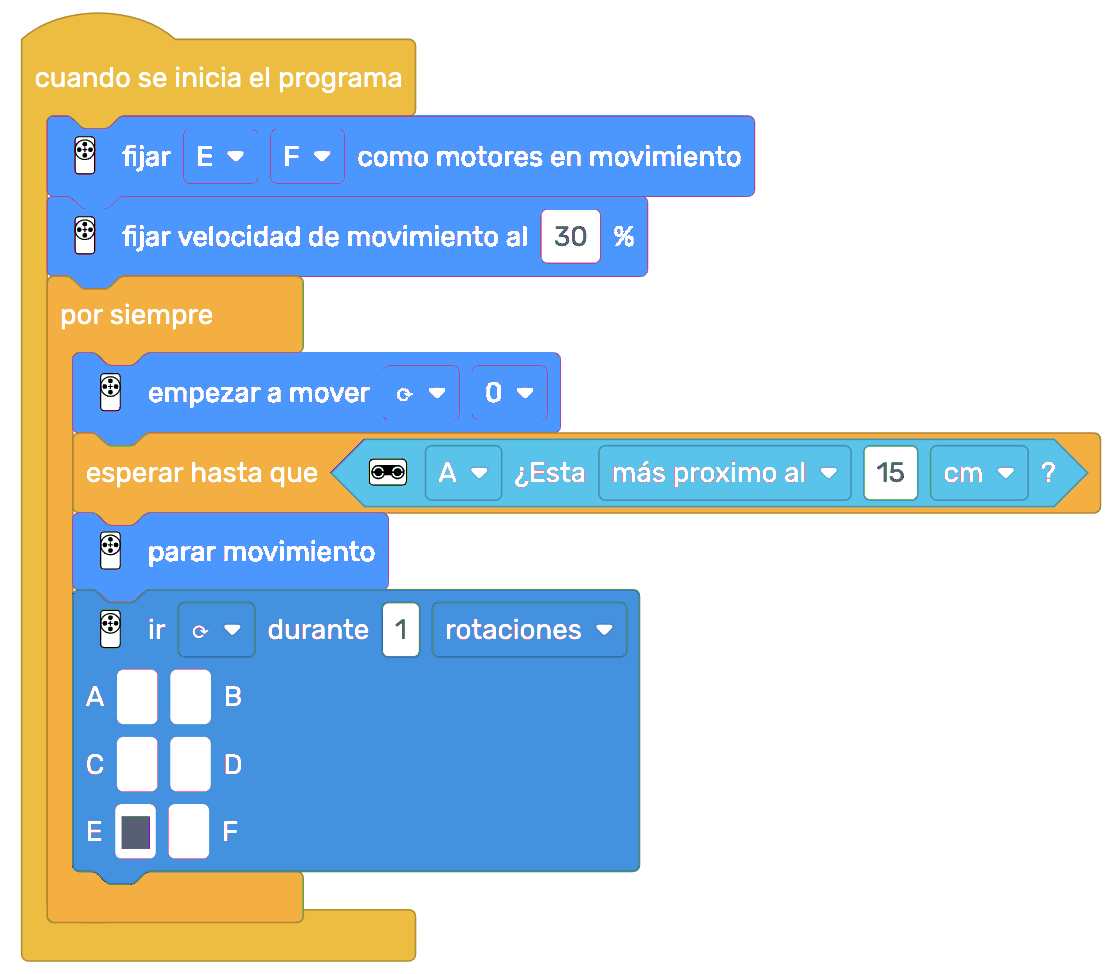 cuando se inicia el programa
fijar E F como motores en movimiento
fijar velocidad de movimiento al 30 %
por siempre
empezar a mover 0
esperar hasta que A ¿Esta más proximo al 15 cm ?
parar movimiento
ir durante 1 rotaciones
A B
C D
E F